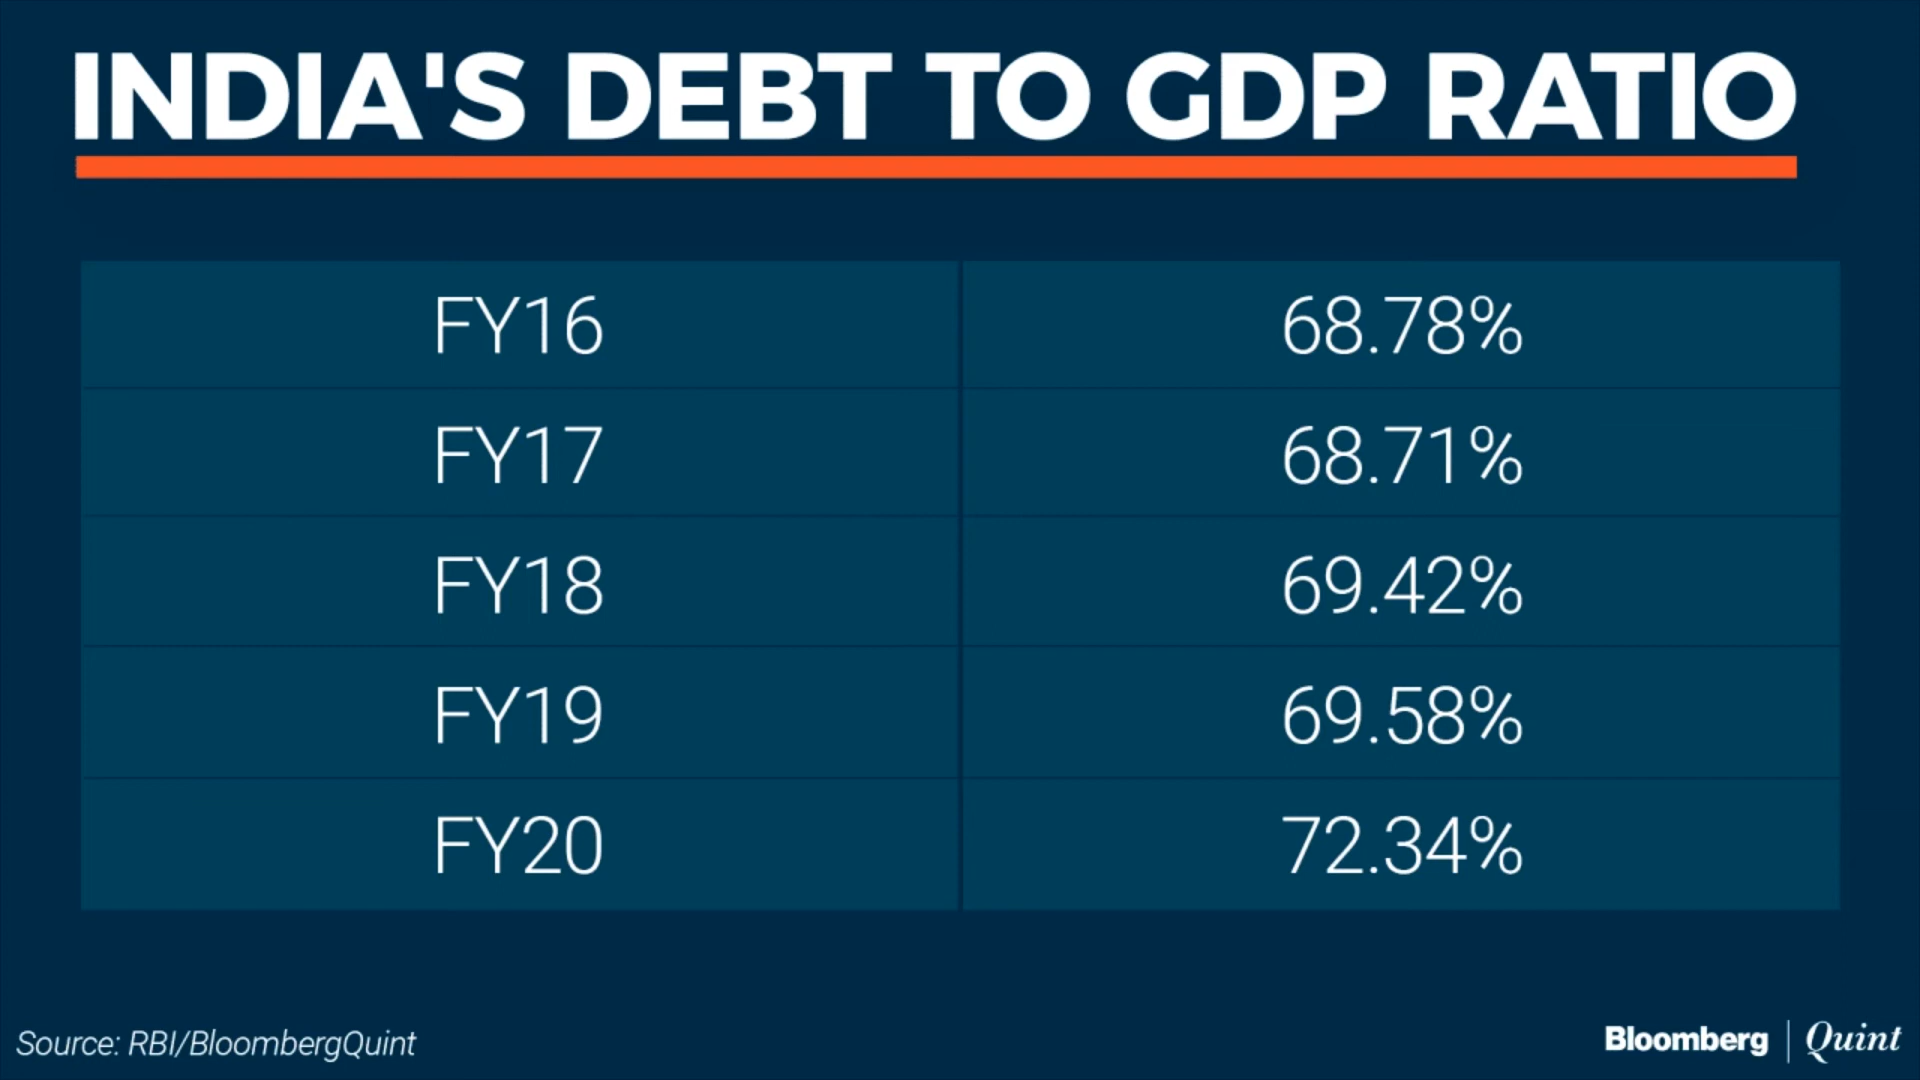 INDIA'S DEBT TO GDP RATIO
FY16 68.78%
FY17 68.71%
FY18 69.42%
FY19 69.58%
FY20 72.34%
Source: RBI/BloombergQuint
Bloomberg | Quint